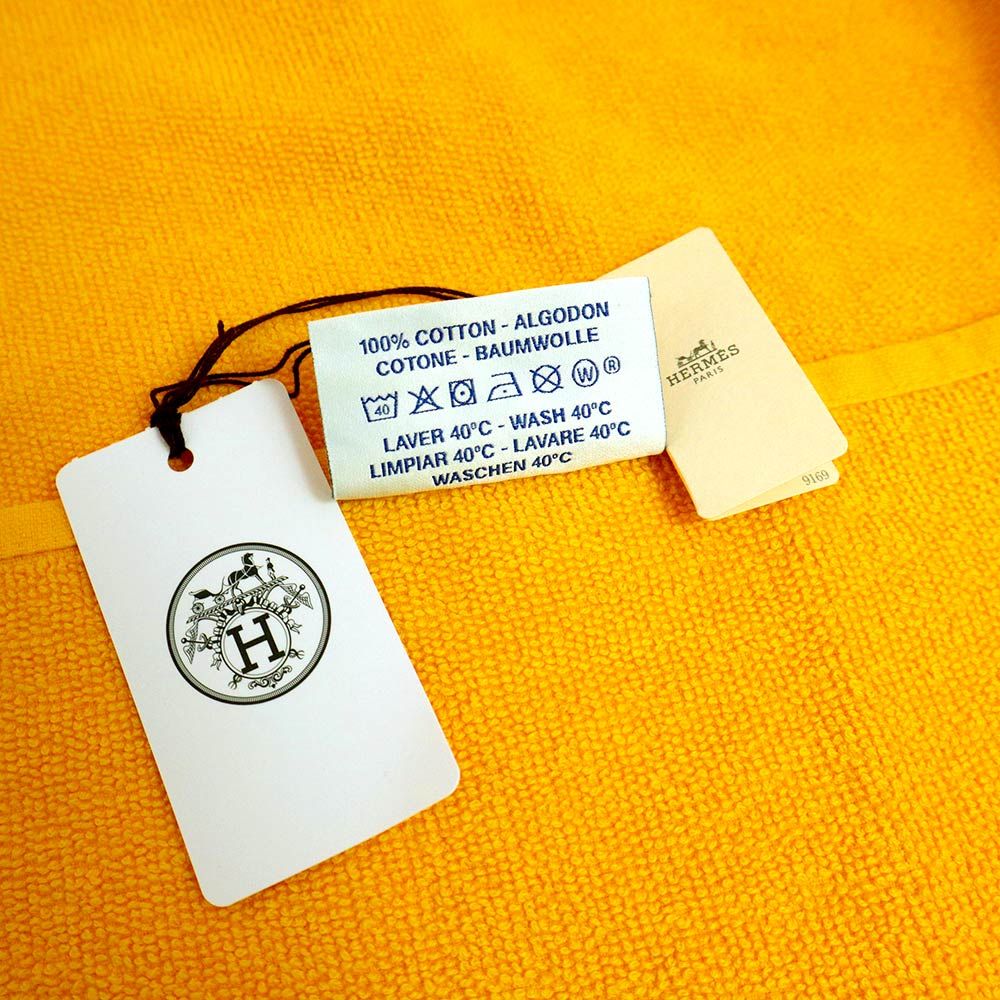 100% COTTON - ALGODON
COTONE - BAUMWOLLE
40 W ®
LAVER 40°C - WASH 40°C
LIMPIAR 40°C - LAVARE 40°C
WASCHEN 40°C
HERMÈS
PARIS
9169
H